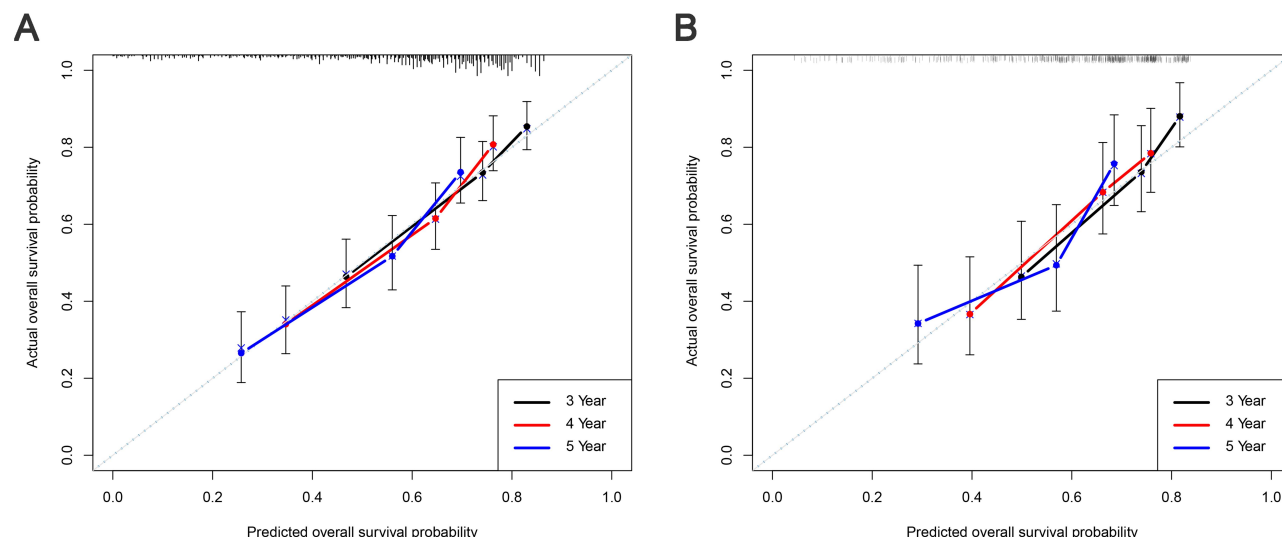 A
B
Actual overall survival probability
1.0
0.8
0.6
0.4
0.2
0.0
3 Year
4 Year
5 Year
0.0 0.2 0.4 0.6 0.8 1.0
Predicted overall survival probability
Actual overall survival probability
1.0
0.8
0.6
0.4
0.2
0.0
3 Year
4 Year
5 Year
0.0 0.2 0.4 0.6 0.8 1.0
Predicted overall survival probability